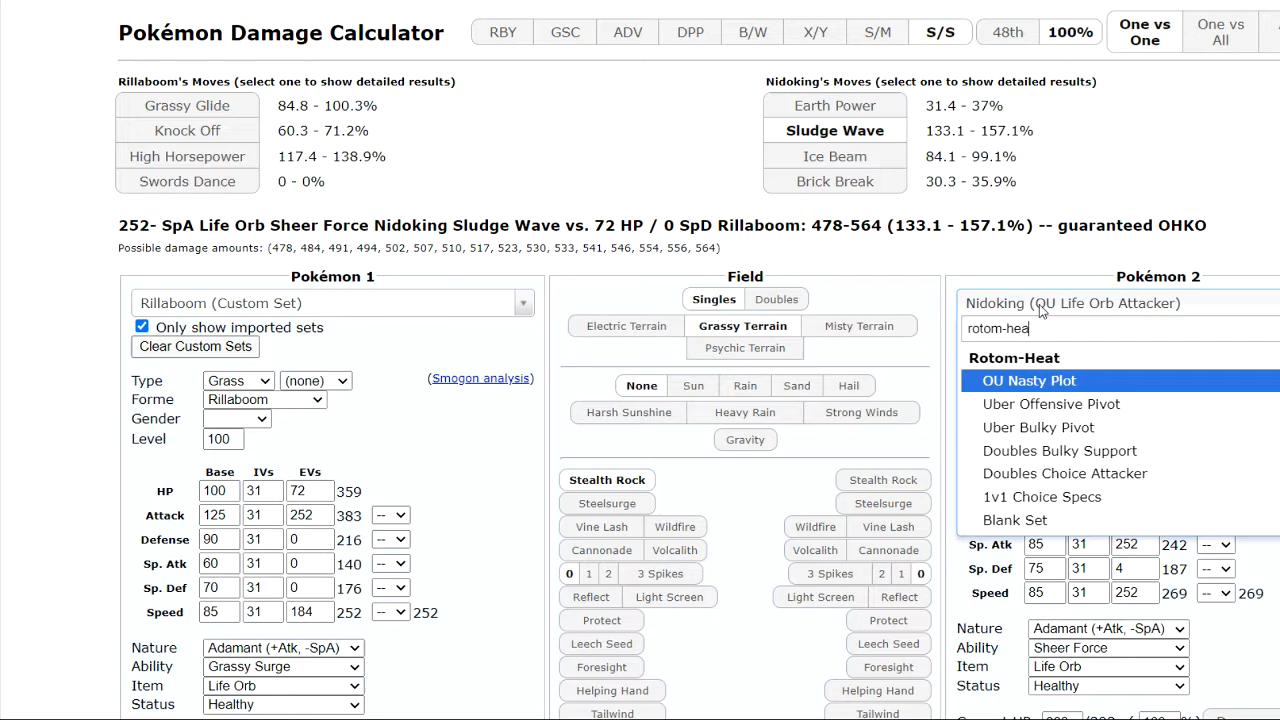 Pokémon Damage Calculator
RBY GSC ADV DPP B/W X/Y S/M S/S 48th 100% One vs One One vs All
Rillaboom's Moves (select one to show detailed results)
Grassy Glide 84.8 - 100.3%
Knock Off 60.3 - 71.2%
High Horsepower 117.4 - 138.9%
Swords Dance 0 - 0%
Nidoking's Moves (select one to show detailed results)
Earth Power 31.4 - 37%
Sludge Wave 133.1 - 157.1%
Ice Beam 84.1 - 99.1%
Brick Break 30.3 - 35.9%
252- SpA Life Orb Sheer Force Nidoking Sludge Wave vs. 72 HP / 0 SpD Rillaboom: 478-564 (133.1 - 157.1%) -- guaranteed OHKO
Possible damage amounts: (478, 484, 491, 494, 502, 507, 510, 517, 523, 530, 533, 541, 546, 554, 556, 564)
Pokémon 1
Rillaboom (Custom Set)
Only show imported sets
Clear Custom Sets
Type Grass (none) (Smogon analysis)
Forme Rillaboom
Gender
Level 100
Base IVs EVs
HP 100 31 72 359
Attack 125 31 252 383 --
Defense 90 31 0 216 --
Sp. Atk 60 31 0 140 --
Sp. Def 70 31 0 176 --
Speed 85 31 184 252 -- 252
Nature Adamant (+Atk, -SpA)
Ability Grassy Surge
Item Life Orb
Status Healthy
Field
Singles Doubles
Electric Terrain Grassy Terrain Misty Terrain
Psychic Terrain
None Sun Rain Sand Hail
Harsh Sunshine Heavy Rain Strong Winds
Gravity
Stealth Rock Stealth Rock
Steelsurge Steelsurge
Vine Lash Wildfire Wildfire Vine Lash
Cannonade Volcalith Volcalith Cannonade
0 1 2 3 Spikes 3 Spikes 2 1 0
Reflect Light Screen Light Screen Reflect
Protect Protect
Leech Seed Leech Seed
Foresight Foresight
Helping Hand Helping Hand
Tailwind Tailwind
Pokémon 2
Nidoking (OU Life Orb Attacker)
rotom-hea
Rotom-Heat
OU Nasty Plot
Uber Offensive Pivot
Uber Bulky Pivot
Doubles Bulky Support
Doubles Choice Attacker
1v1 Choice Specs
Blank Set
Sp. Atk 85 31 252 242 --
Sp. Def 75 31 4 187 --
Speed 85 31 252 269 -- 269
Nature Adamant (+Atk, -SpA)
Ability Sheer Force
Item Life Orb
Status Healthy